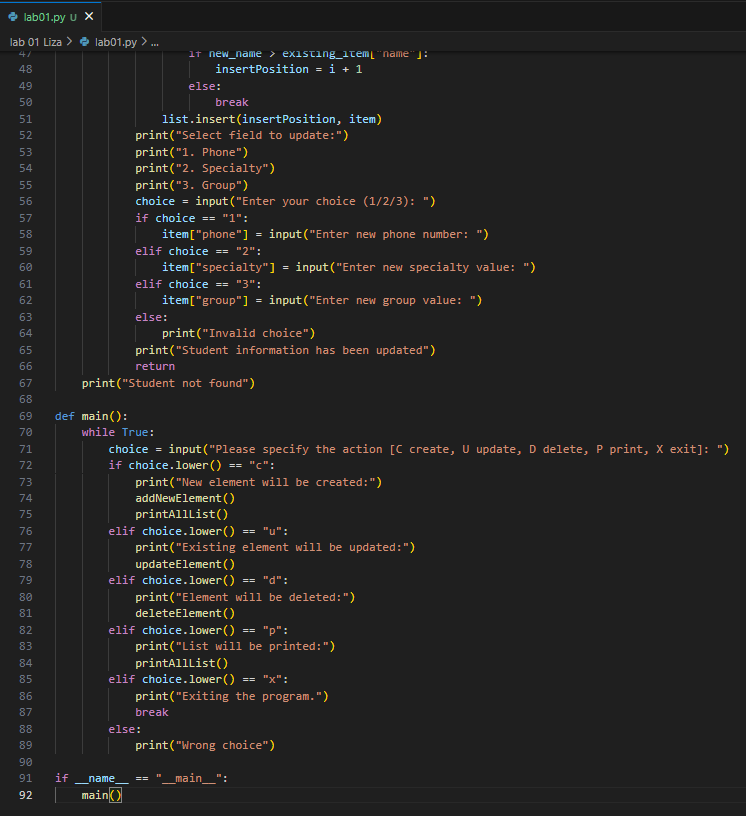 lab01.py U ×
lab 01 Liza > lab01.py > ...
47                     if new_name > existing_item["name"]:
48                         insertPosition = i + 1
49                     else:
50                         break
51                 list.insert(insertPosition, item)
52             print("Select field to update:")
53             print("1. Phone")
54             print("2. Specialty")
55             print("3. Group")
56             choice = input("Enter your choice (1/2/3): ")
57             if choice == "1":
58                 item["phone"] = input("Enter new phone number: ")
59             elif choice == "2":
60                 item["specialty"] = input("Enter new specialty value: ")
61             elif choice == "3":
62                 item["group"] = input("Enter new group value: ")
63             else:
64                 print("Invalid choice")
65             print("Student information has been updated")
66             return
67     print("Student not found")
68
69 def main():
70     while True:
71         choice = input("Please specify the action [C create, U update, D delete, P print, X exit]: ")
72         if choice.lower() == "c":
73             print("New element will be created:")
74             addNewElement()
75             printAllList()
76         elif choice.lower() == "u":
77             print("Existing element will be updated:")
78             updateElement()
79         elif choice.lower() == "d":
80             print("Element will be deleted:")
81             deleteElement()
82         elif choice.lower() == "p":
83             print("List will be printed:")
84             printAllList()
85         elif choice.lower() == "x":
86             print("Exiting the program.")
87             break
88         else:
89             print("Wrong choice")
90
91 if __name__ == "__main__":
92     main()